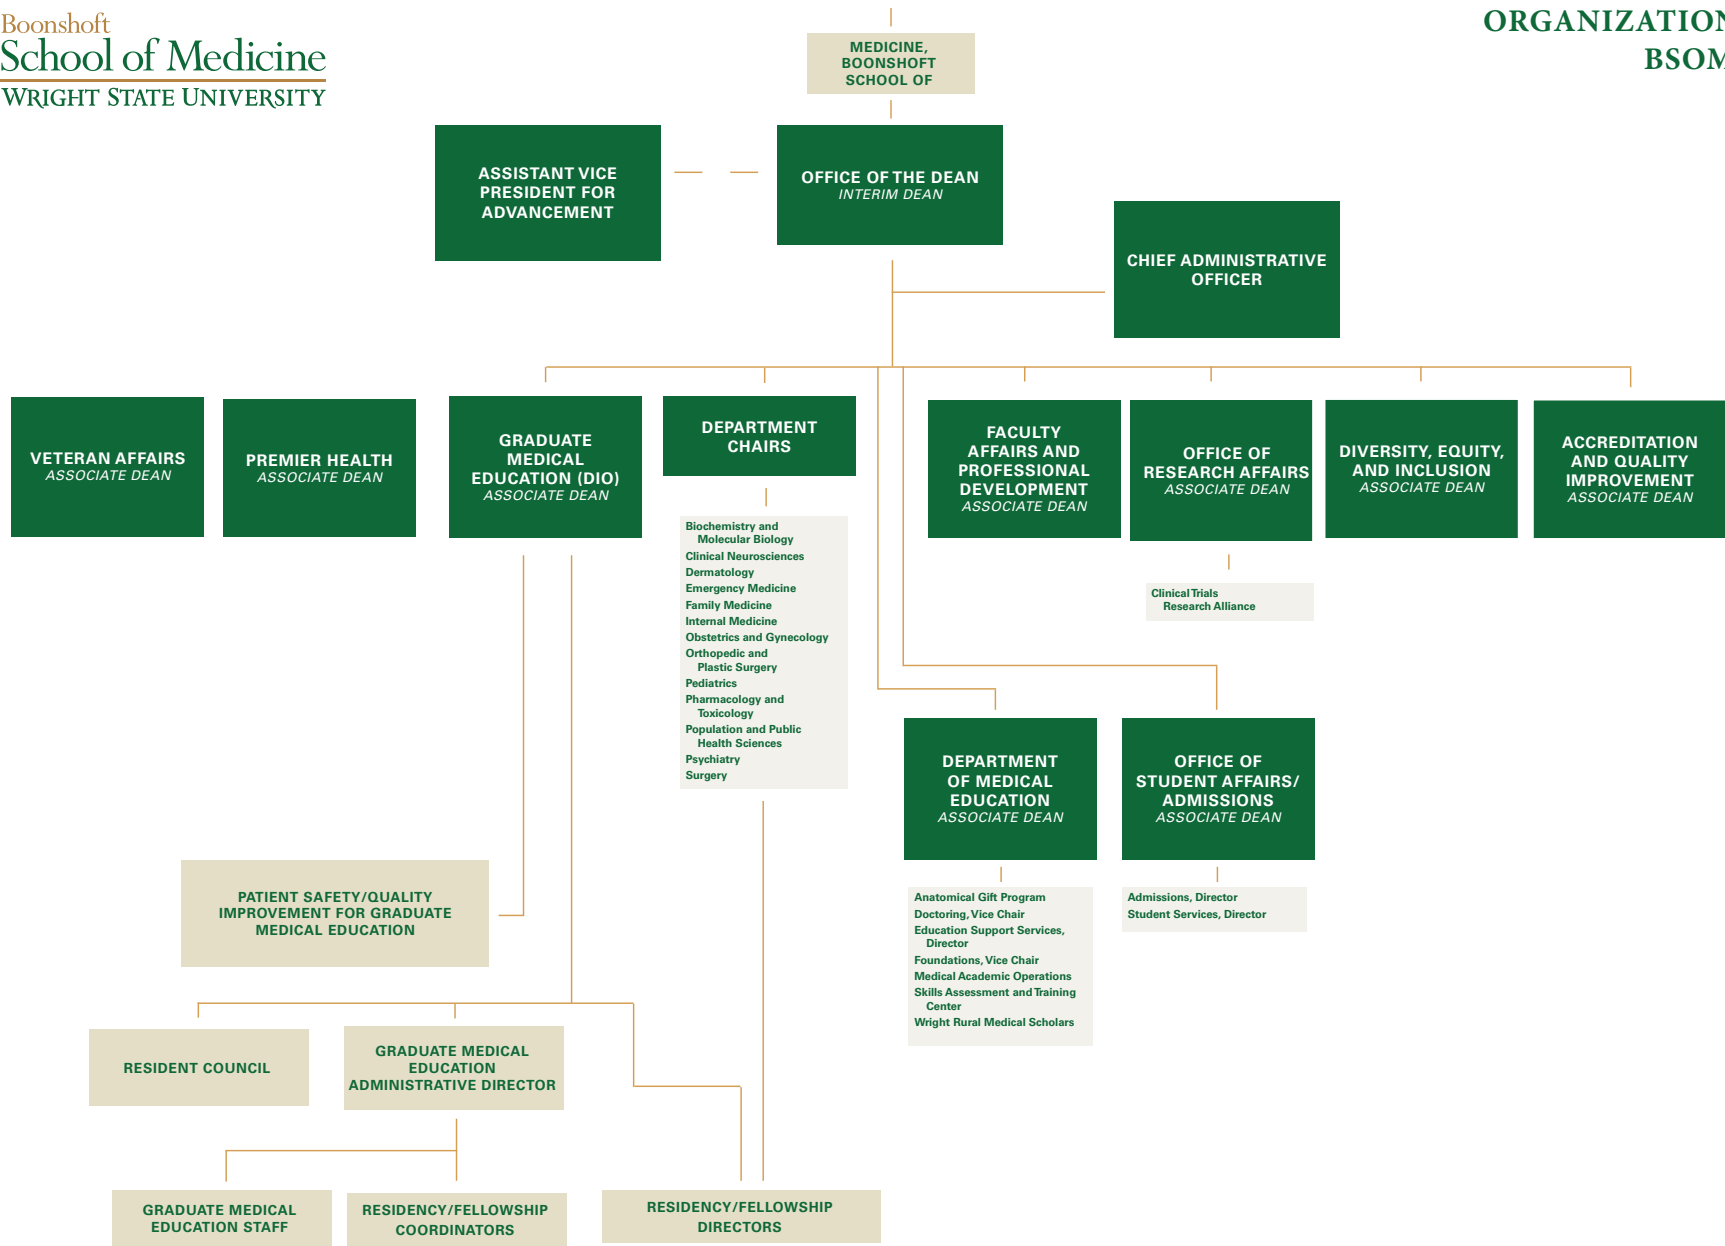 Boonshoft
School of Medicine
WRIGHT STATE UNIVERSITY
ORGANIZATION
BSOM
MEDICINE,
BOONSHOFT
SCHOOL OF
ASSISTANT VICE
PRESIDENT FOR
ADVANCEMENT
OFFICE OF THE DEAN
INTERIM DEAN
CHIEF ADMINISTRATIVE
OFFICER
VETERAN AFFAIRS
ASSOCIATE DEAN
PREMIER HEALTH
ASSOCIATE DEAN
GRADUATE
MEDICAL
EDUCATION (DIO)
ASSOCIATE DEAN
DEPARTMENT
CHAIRS
Biochemistry and
Molecular Biology
Clinical Neurosciences
Dermatology
Emergency Medicine
Family Medicine
Internal Medicine
Obstetrics and Gynecology
Orthopedic and
Plastic Surgery
Pediatrics
Pharmacology and
Toxicology
Population and Public
Health Sciences
Psychiatry
Surgery
FACULTY
AFFAIRS AND
PROFESSIONAL
DEVELOPMENT
ASSOCIATE DEAN
OFFICE OF
RESEARCH AFFAIRS
ASSOCIATE DEAN
Clinical Trials
Research Alliance
DIVERSITY, EQUITY,
AND INCLUSION
ASSOCIATE DEAN
ACCREDITATION
AND QUALITY
IMPROVEMENT
ASSOCIATE DEAN
DEPARTMENT
OF MEDICAL
EDUCATION
ASSOCIATE DEAN
Anatomical Gift Program
Doctoring, Vice Chair
Education Support Services,
Director
Foundations, Vice Chair
Medical Academic Operations
Skills Assessment and Training
Center
Wright Rural Medical Scholars
OFFICE OF
STUDENT AFFAIRS/
ADMISSIONS
ASSOCIATE DEAN
Admissions, Director
Student Services, Director
PATIENT SAFETY/QUALITY
IMPROVEMENT FOR GRADUATE
MEDICAL EDUCATION
RESIDENT COUNCIL
GRADUATE MEDICAL
EDUCATION
ADMINISTRATIVE DIRECTOR
GRADUATE MEDICAL
EDUCATION STAFF
RESIDENCY/FELLOWSHIP
COORDINATORS
RESIDENCY/FELLOWSHIP
DIRECTORS